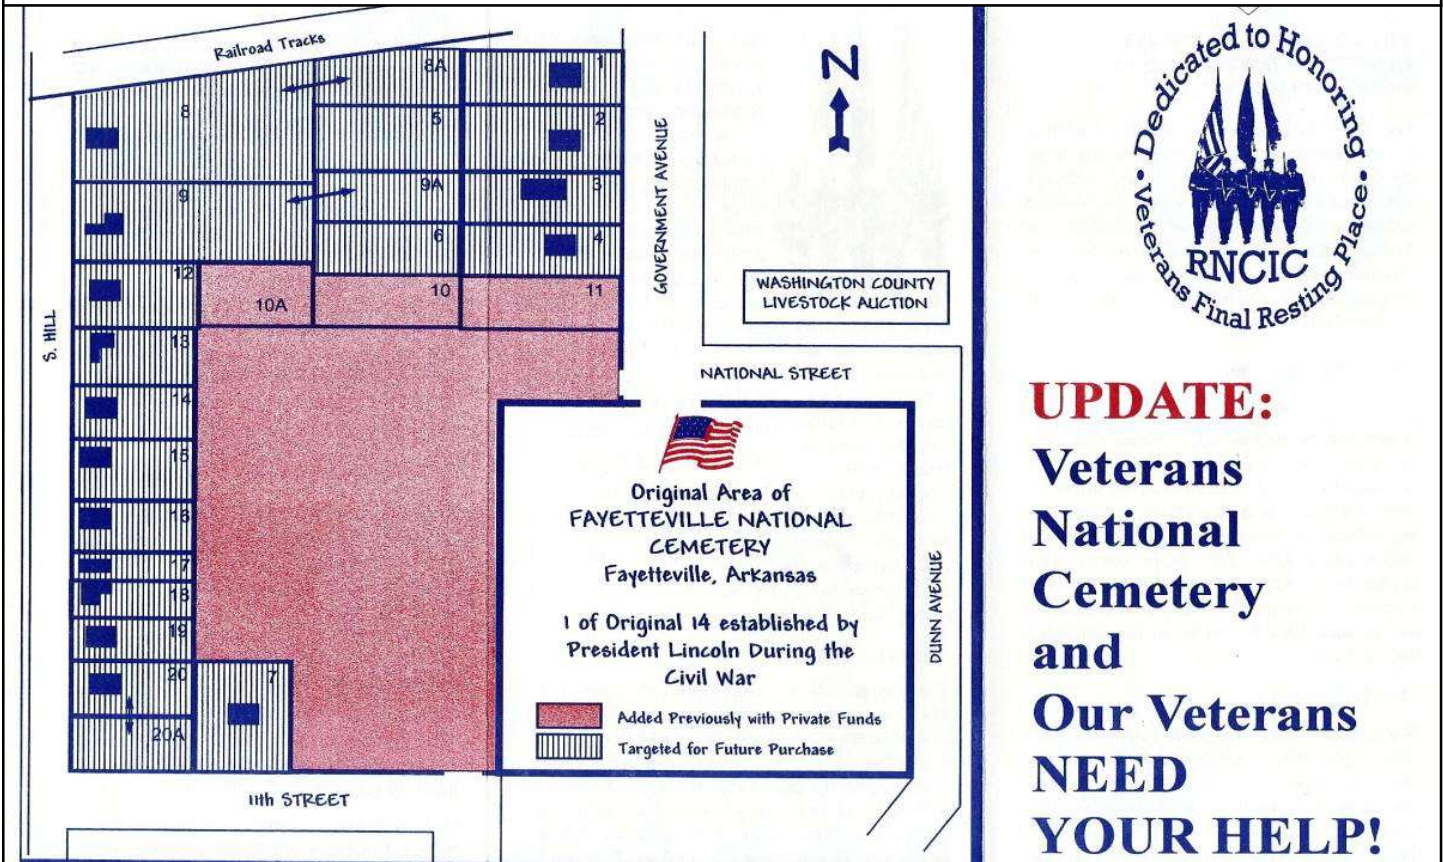 Railroad Tracks
8
8A
1
5
2
9
9A
3
6
4
12
10A
10
11
13
14
15
16
17
18
19
20
7
20A
S. HILL
GOVERNMENT AVENUE
N
WASHINGTON COUNTY
LIVESTOCK AUCTION
NATIONAL STREET
DUNN AVENUE
11th STREET
Original Area of
FAYETTEVILLE NATIONAL
CEMETERY
Fayetteville, Arkansas
1 of Original 14 established by
President Lincoln During the
Civil War
Added Previously with Private Funds
Targeted for Future Purchase
• Dedicated to Honoring •
Veterans Final Resting Place
RNCIC
UPDATE:
Veterans
National
Cemetery
and
Our Veterans
NEED
YOUR HELP!